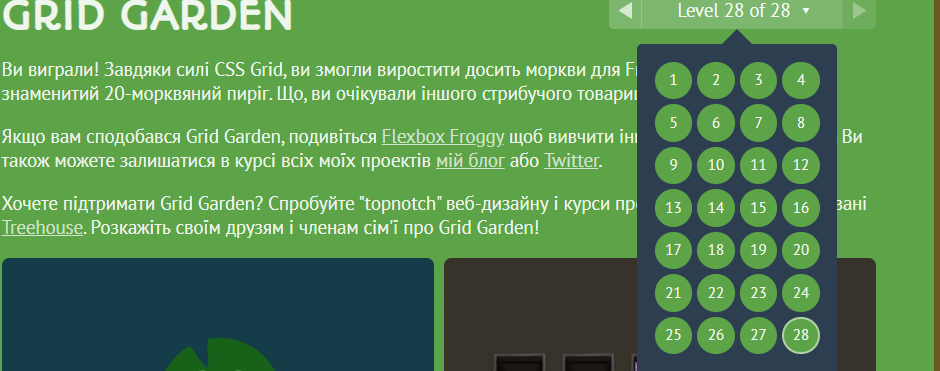 GRID GARDEN
Level 28 of 28
Ви виграли! Завдяки силі CSS Grid, ви змогли виростити досить моркви для
знаменитий 20-морквяний пиріг. Що, ви очікували іншого стрибучого
Якщо вам сподобався Grid Garden, подивіться Flexbox Froggy щоб вивчити Ви
також можете залишатися в курсі всіх моїх проектів мій блог або Twitter.
Хочете підтримати Grid Garden? Спробуйте "topnotch" веб-дизайну і курси
Treehouse. Розкажіть своїм друзям і членам сім'ї про Grid Garden!
1 2 3 4
5 6 7 8
9 10 11 12
13 14 15 16
17 18 19 20
21 22 23 24
25 26 27 28